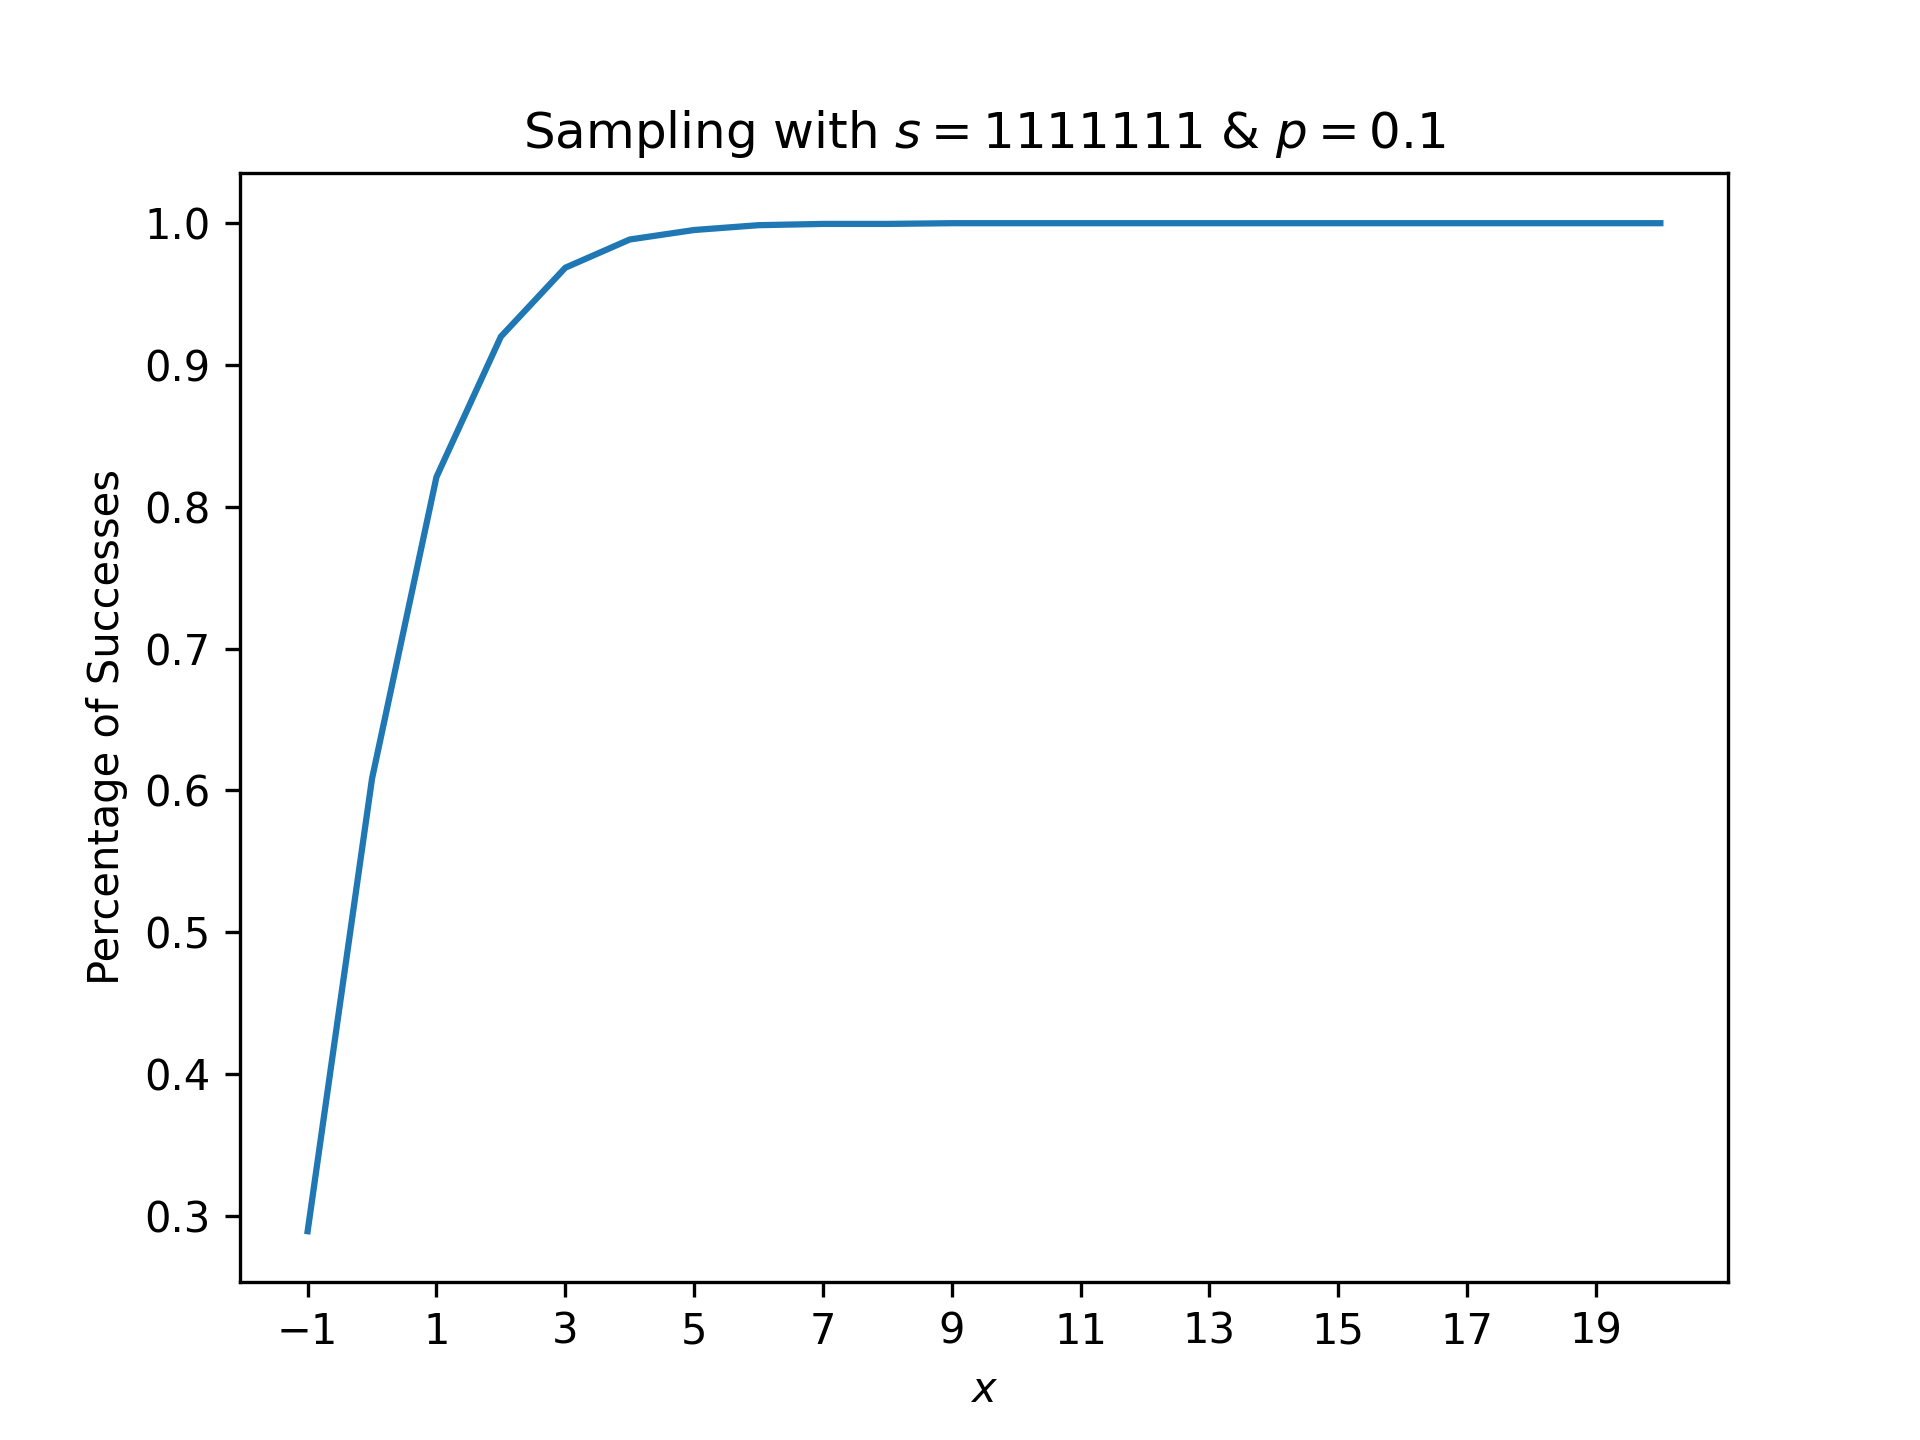 Sampling with s = 1111111 & p = 0.1
1.0
0.9
0.8
0.7
0.6
0.5
0.4
0.3
Percentage of Successes
−1 1 3 5 7 9 11 13 15 17 19
x